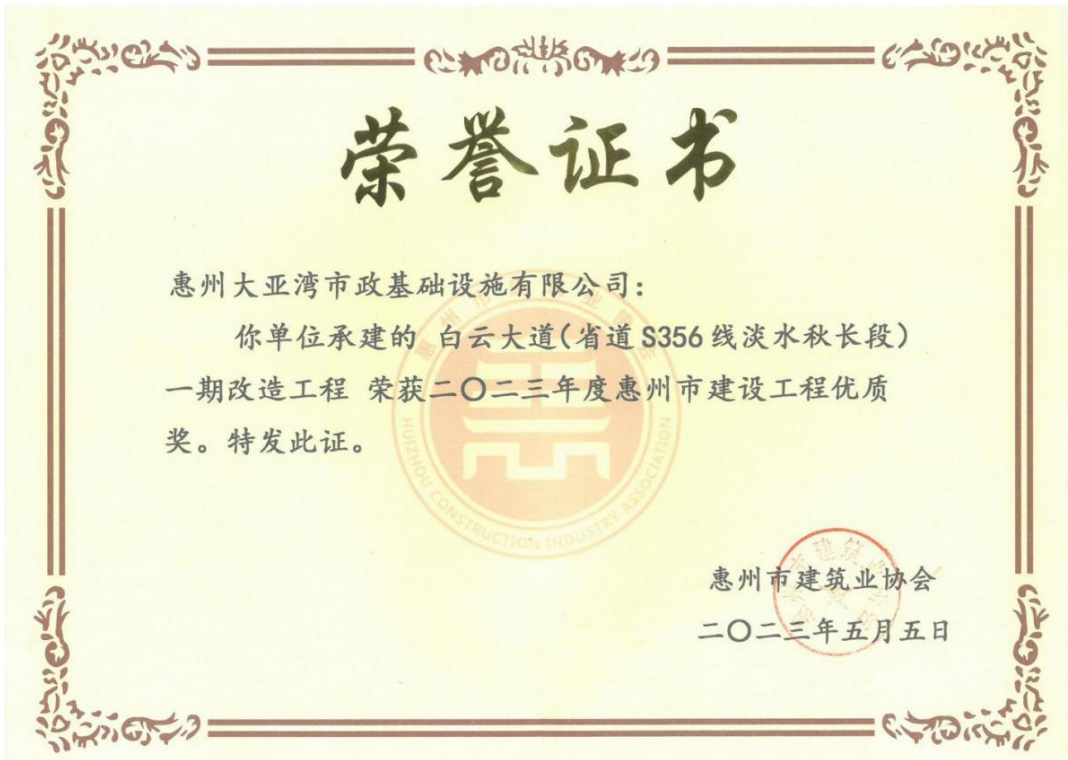 荣誉证书
惠州大亚湾市政基础设施有限公司：
你单位承建的 白云大道（省道S356线淡水秋长段）
一期改造工程 荣获二〇二三年度惠州市建设工程优质
奖。特发此证。
HUIZHOU CONSTRUCTION INDUSTRY ASSOCIATION
惠州市建筑业协会
二〇二三年五月五日